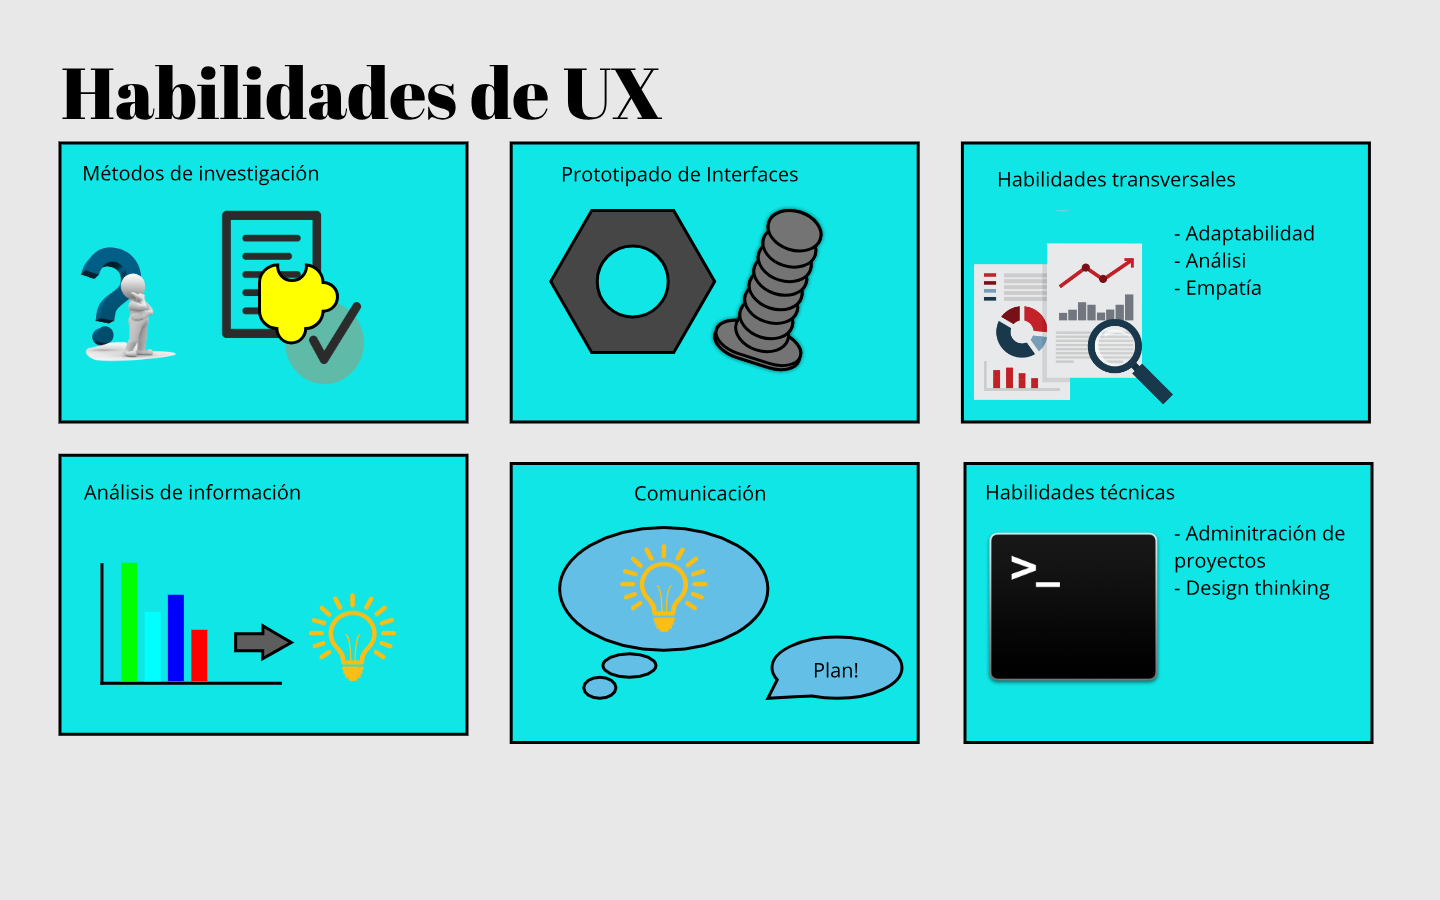 Habilidades de UX
Métodos de investigación
Prototipado de Interfaces
Habilidades transversales
- Adaptabilidad
- Análisi
- Empatía
Análisis de información
Comunicación
Plan!
Habilidades técnicas
- Adminitración de
proyectos
- Design thinking
>_